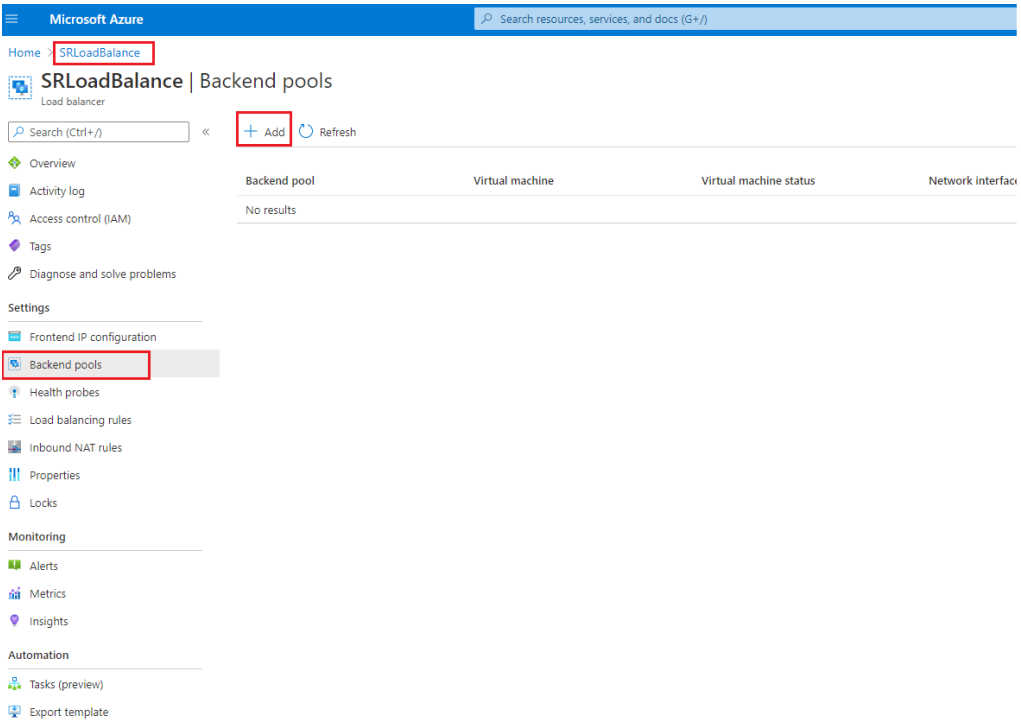 Microsoft Azure
Search resources, services, and docs (G+/)
Home > SRLoadBalance
SRLoadBalance | Backend pools
Load balancer
Search (Ctrl+/)
«
+ Add
Refresh
Overview
Activity log
Access control (IAM)
Tags
Diagnose and solve problems
Settings
Frontend IP configuration
Backend pools
Health probes
Load balancing rules
Inbound NAT rules
Properties
Locks
Monitoring
Alerts
Metrics
Insights
Automation
Tasks (preview)
Export template
Backend pool
Virtual machine
Virtual machine status
Network interface
No results